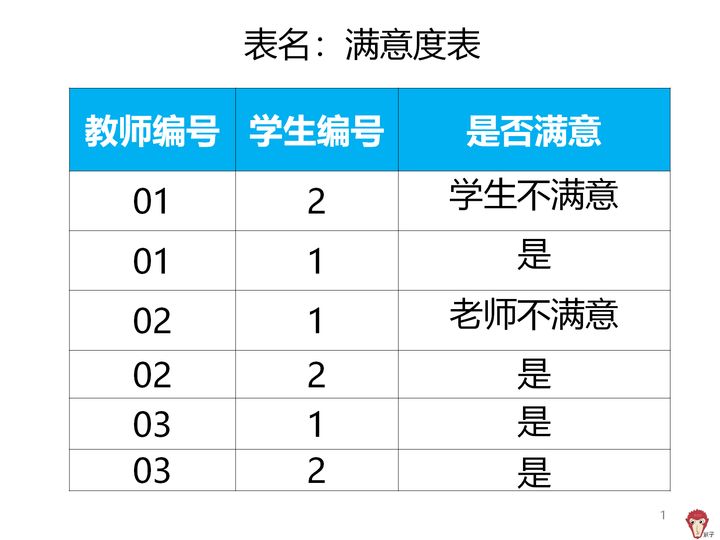 表名：满意度表
教师编号 学生编号 是否满意
01 2 学生不满意
01 1 是
02 1 老师不满意
02 2 是
03 1 是
03 2 是
1
猴子